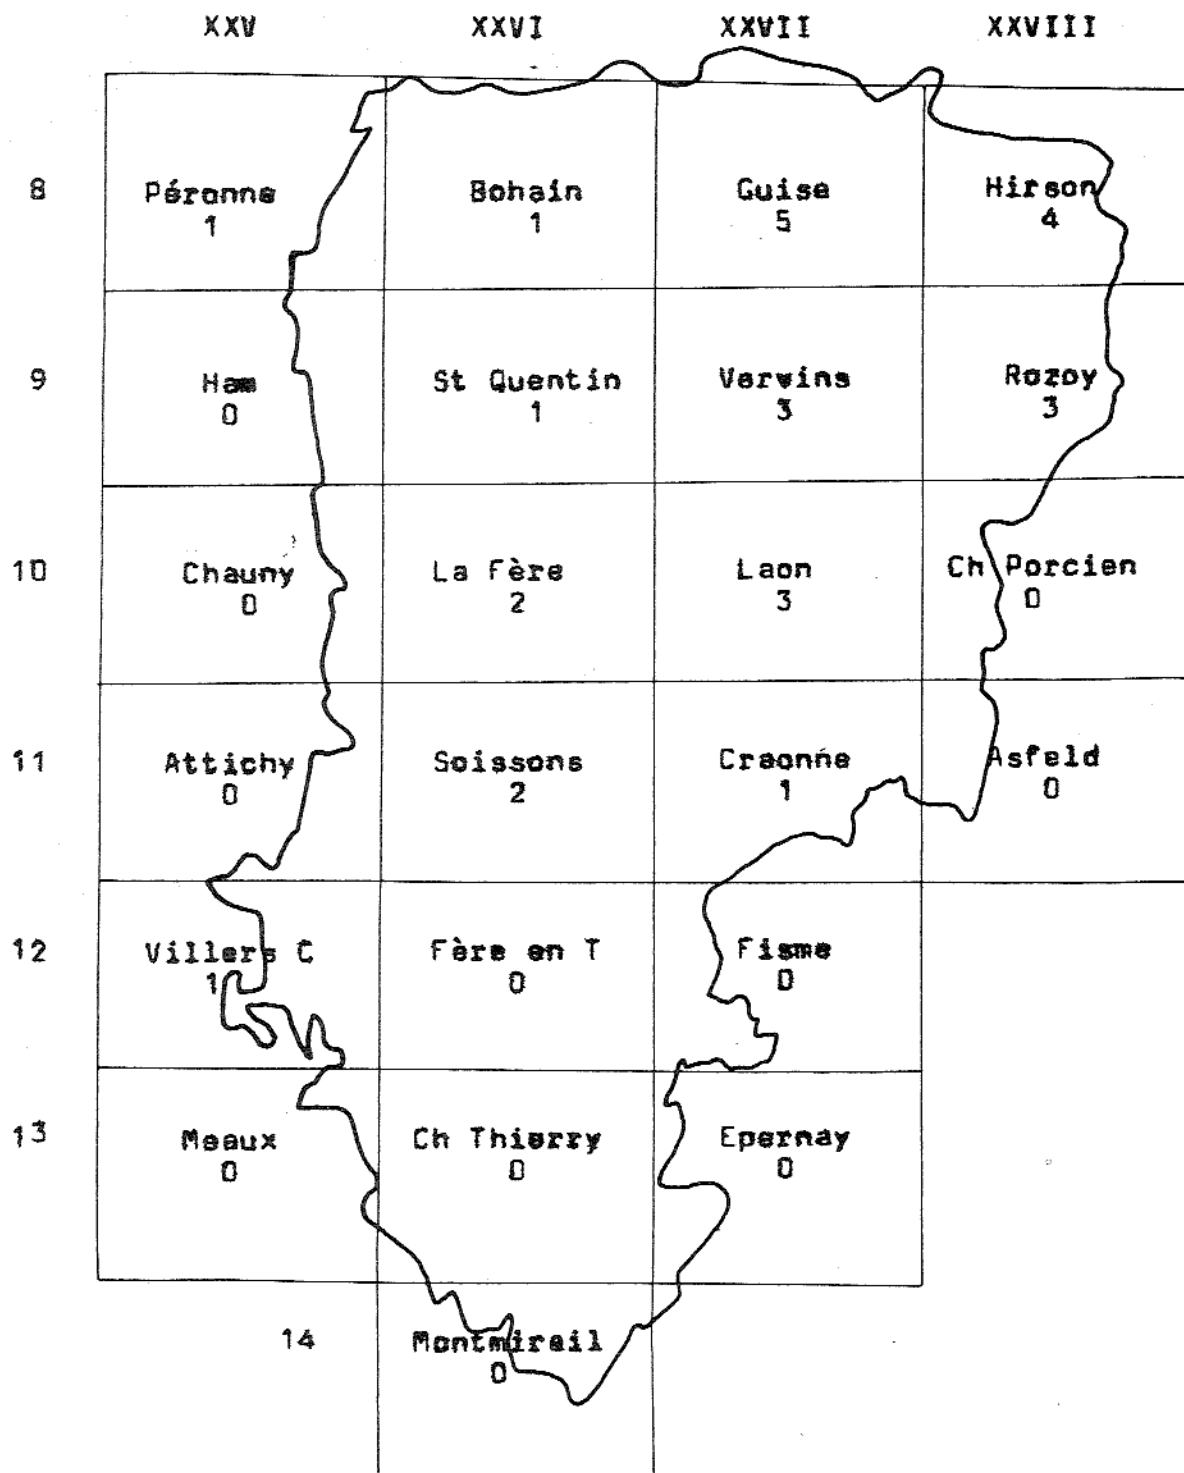 XXV XXVI XXVII XXVIII
8 Péronne Bohain Guise Hirson
1 1 5 4
9 Ham St Quentin Vervins Rozoy
0 1 3 3
10 Chauny La Fère Laon Ch Porcien
0 2 3 0
11 Attichy Soissons Craonne Asfeld
0 2 1 0
12 Villers C Fère en T Fisme
1 0 0
13 Meaux Ch Thierry Epernay
0 0 0
14 Montmirail
0